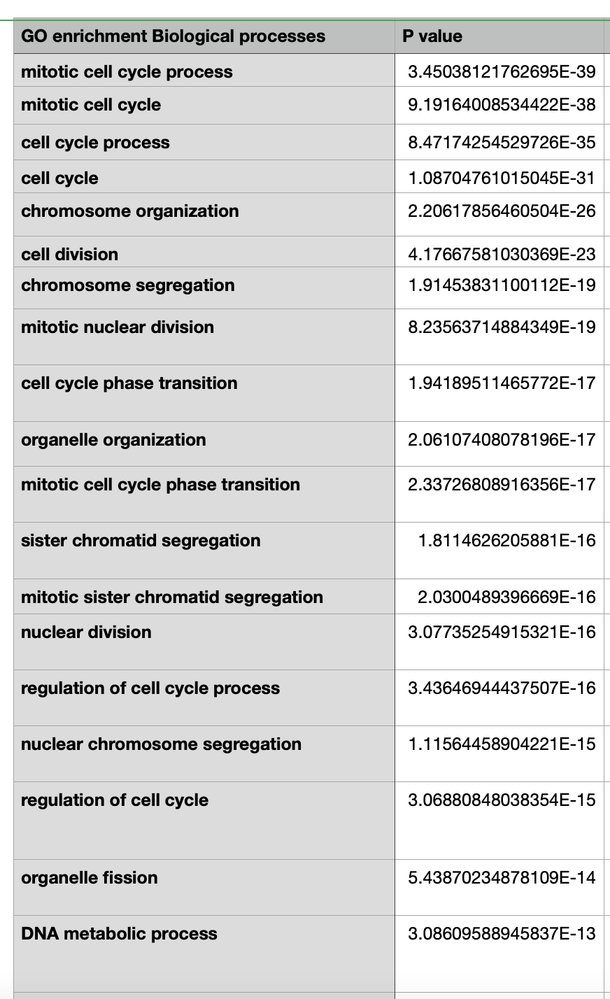 GO enrichment Biological processes P value
mitotic cell cycle process 3.45038121762695E-39
mitotic cell cycle 9.19164008534422E-38
cell cycle process 8.47174254529726E-35
cell cycle 1.08704761015045E-31
chromosome organization 2.20617856460504E-26
cell division 4.17667581030369E-23
chromosome segregation 1.91453831100112E-19
mitotic nuclear division 8.23563714884349E-19
cell cycle phase transition 1.94189511465772E-17
organelle organization 2.06107408078196E-17
mitotic cell cycle phase transition 2.33726808916356E-17
sister chromatid segregation 1.8114626205881E-16
mitotic sister chromatid segregation 2.0300489396669E-16
nuclear division 3.07735254915321E-16
regulation of cell cycle process 3.43646944437507E-16
nuclear chromosome segregation 1.11564458904221E-15
regulation of cell cycle 3.06880848038354E-15
organelle fission 5.43870234878109E-14
DNA metabolic process 3.08609588945837E-13